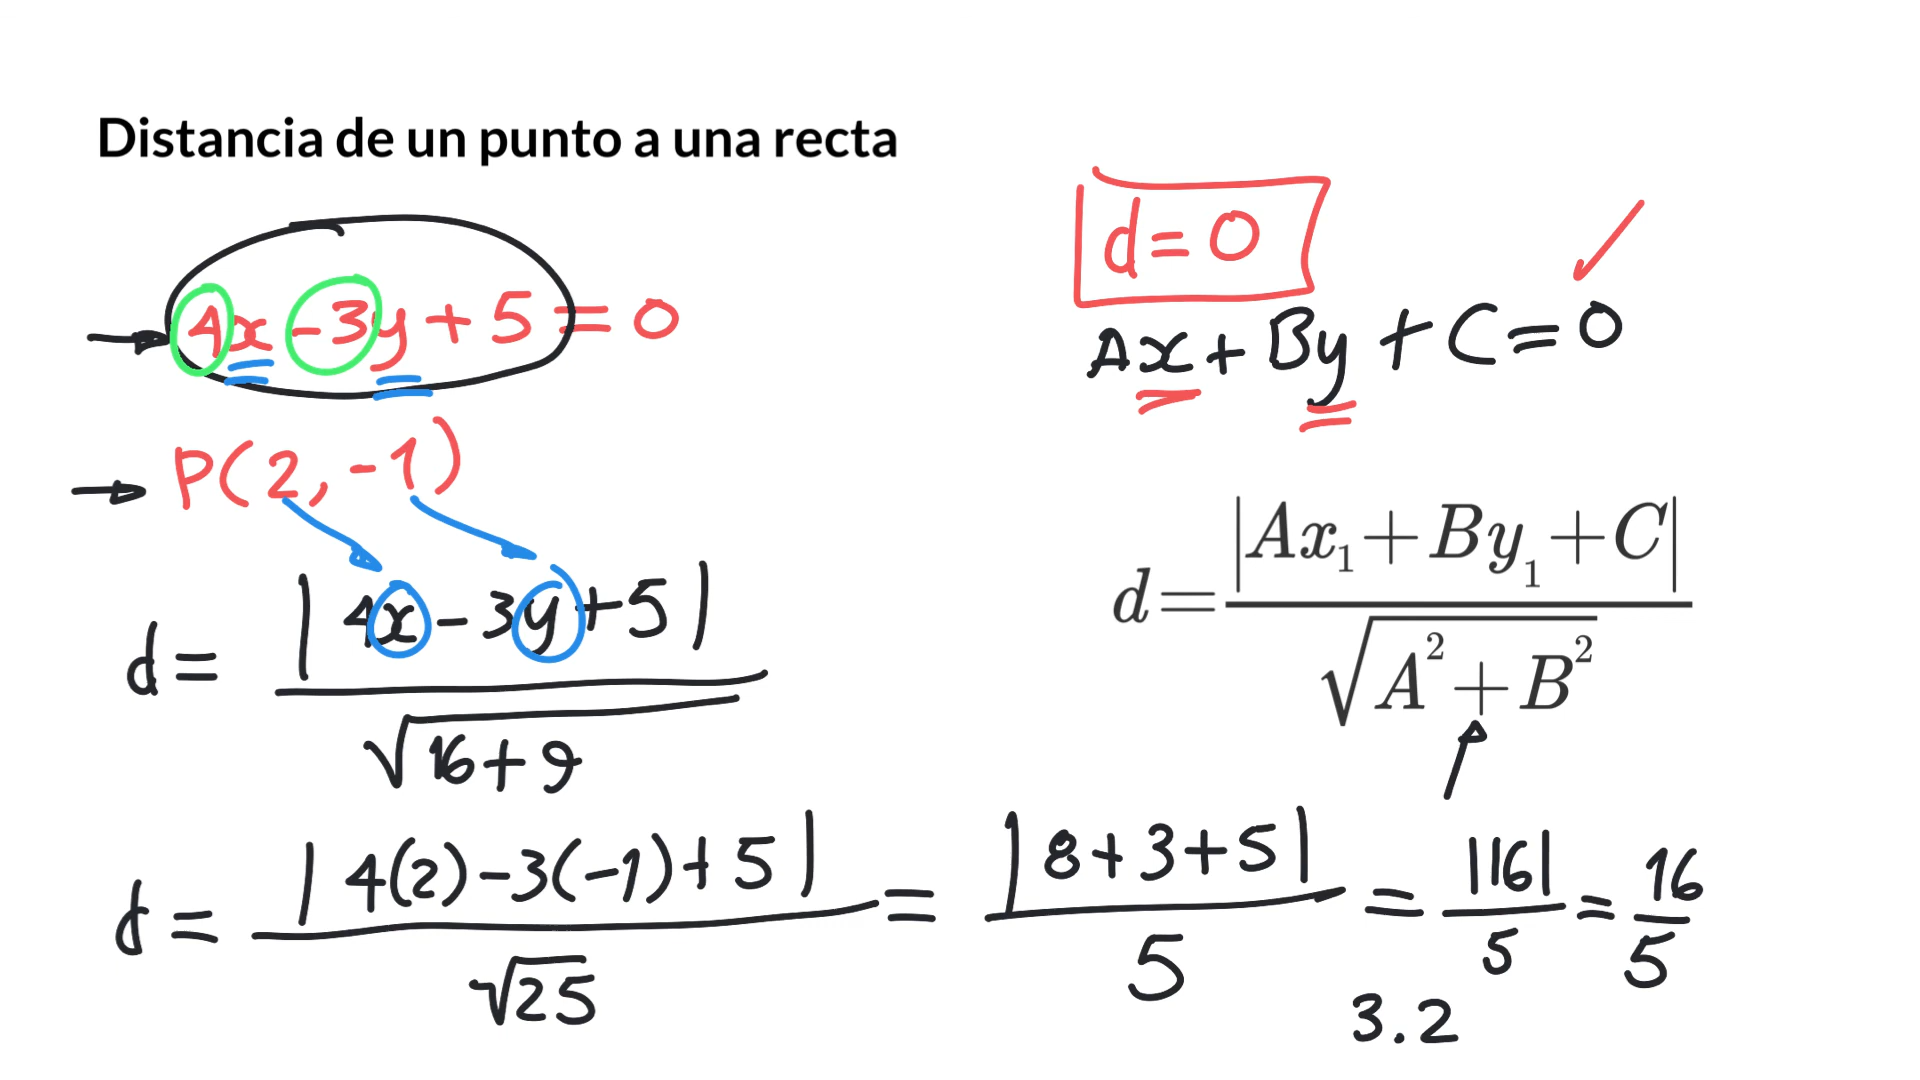 Distancia de un punto a una recta
4x - 3y + 5 = 0
P(2, -1)
d = |4x - 3y + 5| / √16 + 9
d = |4(2) - 3(-1) + 5| / √25 = |8 + 3 + 5| / 5 = |16| / 5 = 16 / 5
3.2
d = 0
Ax + By + C = 0
d = |Ax₁ + By₁ + C| / √A² + B²